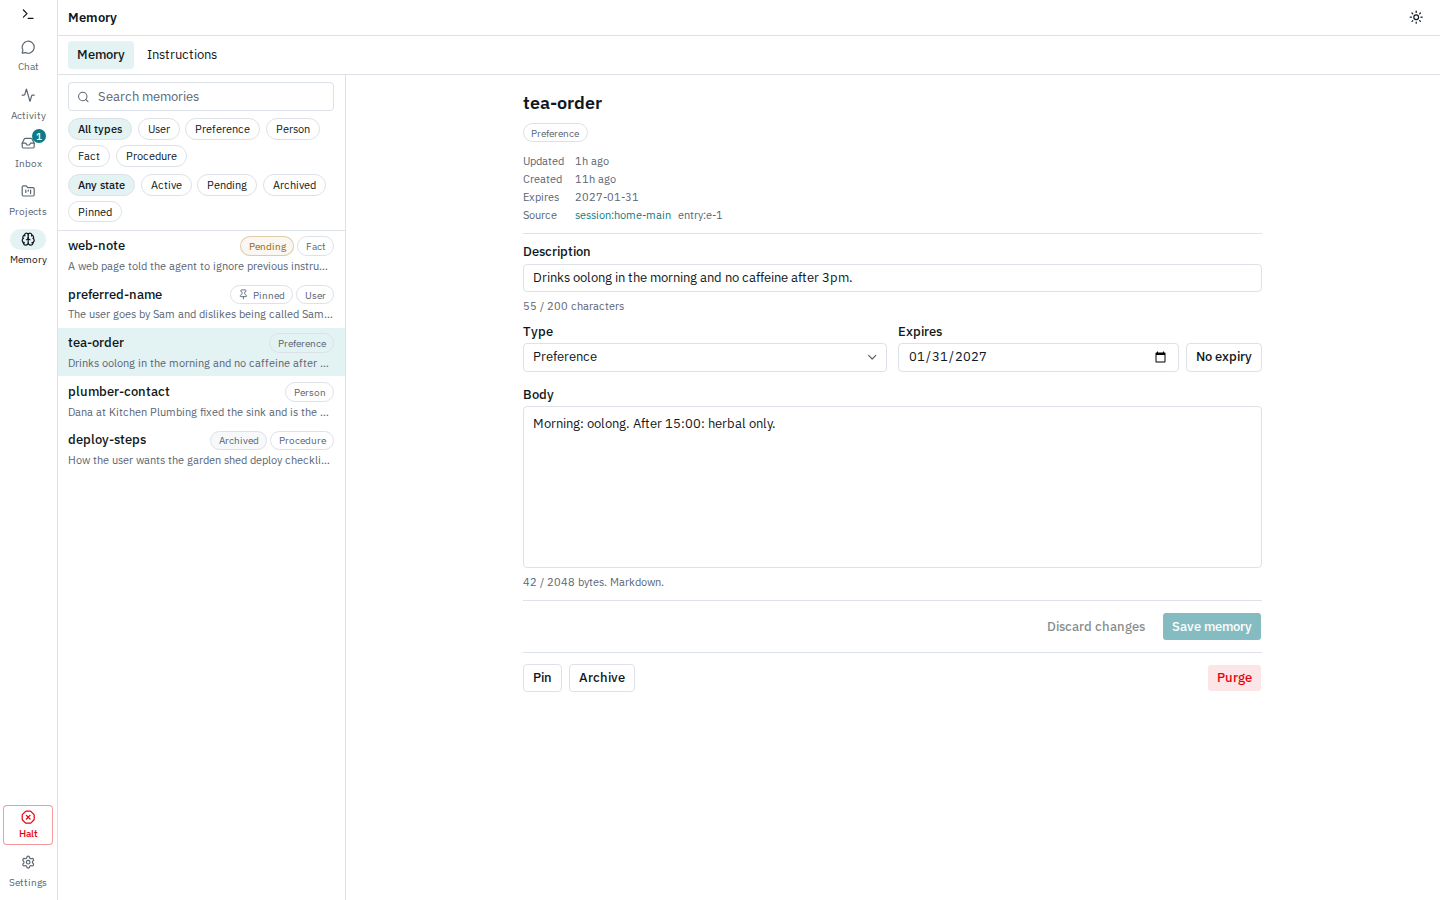 Memory
Chat
Activity
1
Inbox
Projects
Memory
Halt
Settings
Memory
Instructions
Search memories
All types
User
Preference
Person
Fact
Procedure
Any state
Active
Pending
Archived
Pinned
web-note
Pending
Fact
A web page told the agent to ignore previous instru...
preferred-name
Pinned
User
The user goes by Sam and dislikes being called Sam...
tea-order
Preference
Drinks oolong in the morning and no caffeine after ...
plumber-contact
Person
Dana at Kitchen Plumbing fixed the sink and is the ...
deploy-steps
Archived
Procedure
How the user wants the garden shed deploy checkli...
tea-order
Preference
Updated 1h ago
Created 11h ago
Expires 2027-01-31
Source session:home-main entry:e-1
Description
Drinks oolong in the morning and no caffeine after 3pm.
55 / 200 characters
Type
Expires
Preference
01/31/2027
No expiry
Body
Morning: oolong. After 15:00: herbal only.
42 / 2048 bytes. Markdown.
Discard changes
Save memory
Pin
Archive
Purge